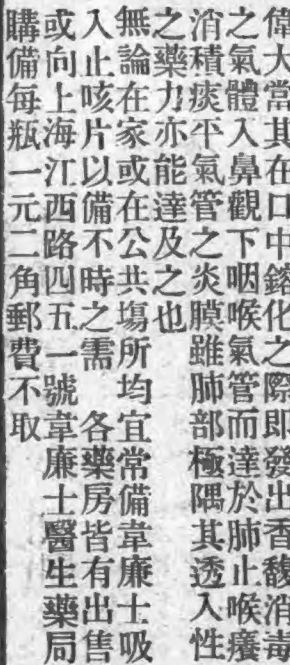 偉大當其在口中鎔化之際即發出香馥消毒
之氣體入鼻觀下咽喉氣管而達於肺止喉癢
消積痰平氣管之炎膜雖肺部極隅其透入性
之藥力亦能達及之也
無論在家或在公共塲所均宜常備韋廉士吸
入止咳片以備不時之需　各藥房皆有出售
或向上海江西路四五一號韋廉士醫生藥局
購備每瓶一元二角郵費不取